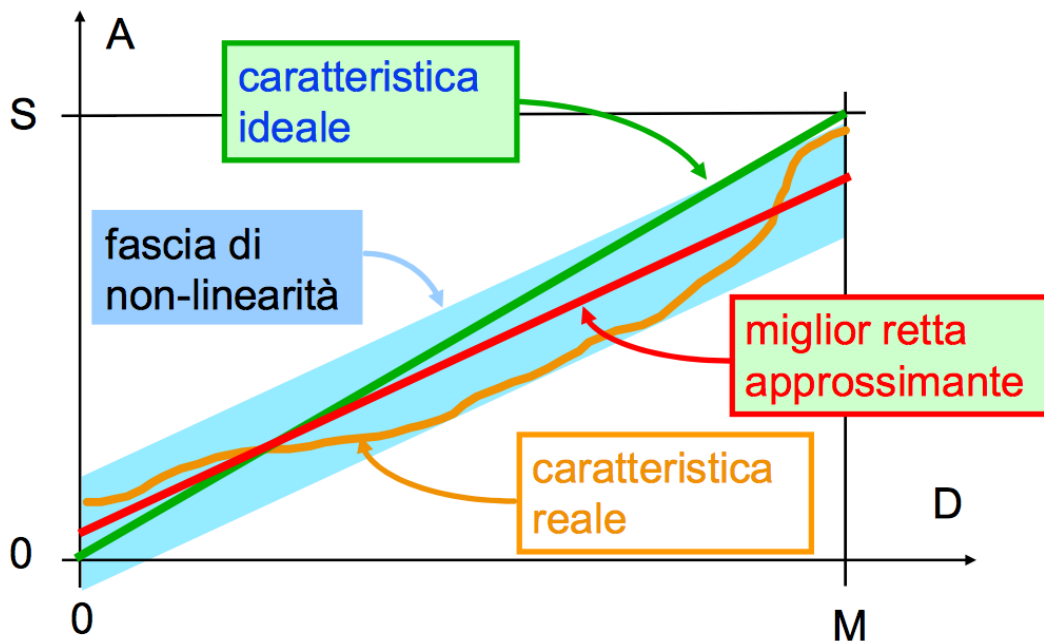 A
caratteristica
ideale
S
fascia di
non-linearità
miglior retta
approssimante
caratteristica
reale
D
0
0
M